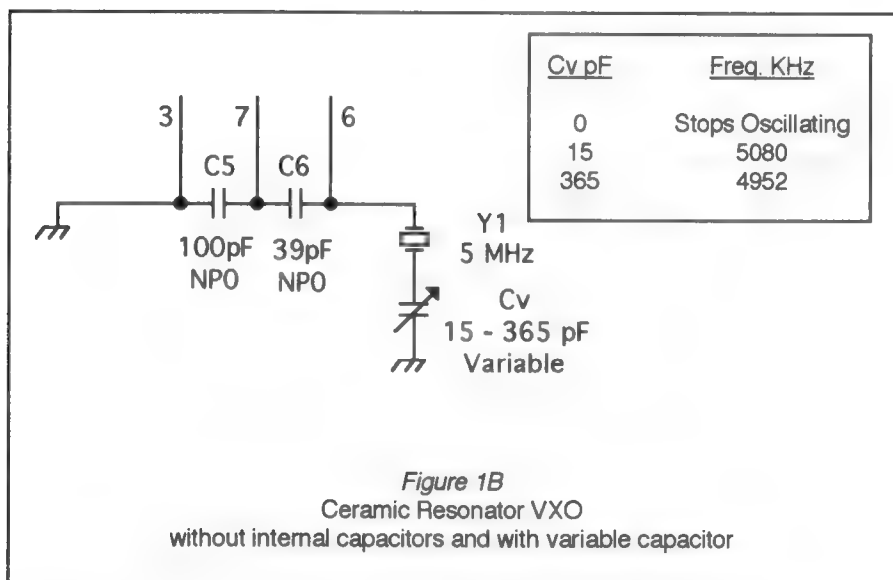 Cv pF Freq. KHz
0 Stops Oscillating
15 5080
365 4952
3 7 6
C5 C6
100pF 39pF
NPO NPO
Y1
5 MHz
Cv
15 - 365 pF
Variable
Figure 1B
Ceramic Resonator VXO
without internal capacitors and with variable capacitor